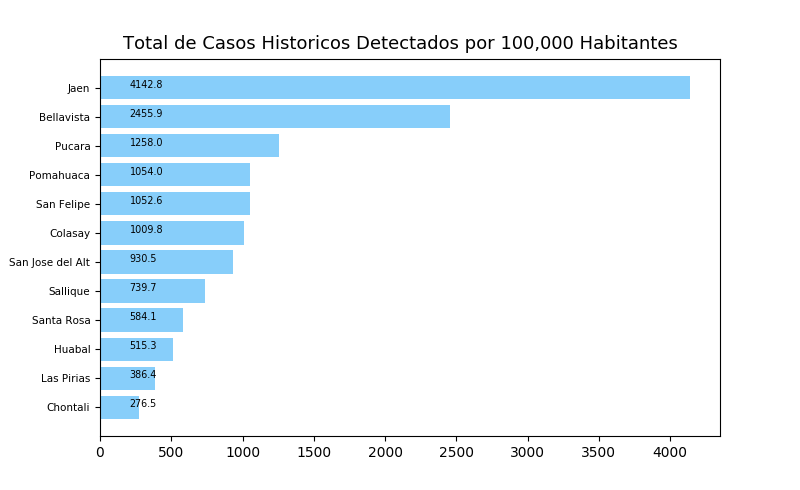 Total de Casos Historicos Detectados por 100,000 Habitantes
Jaen 4142.8
Bellavista 2455.9
Pucara 1258.0
Pomahuaca 1054.0
San Felipe 1052.6
Colasay 1009.8
San Jose del Alt 930.5
Sallique 739.7
Santa Rosa 584.1
Huabal 515.3
Las Pirias 386.4
Chontali 276.5
0 500 1000 1500 2000 2500 3000 3500 4000